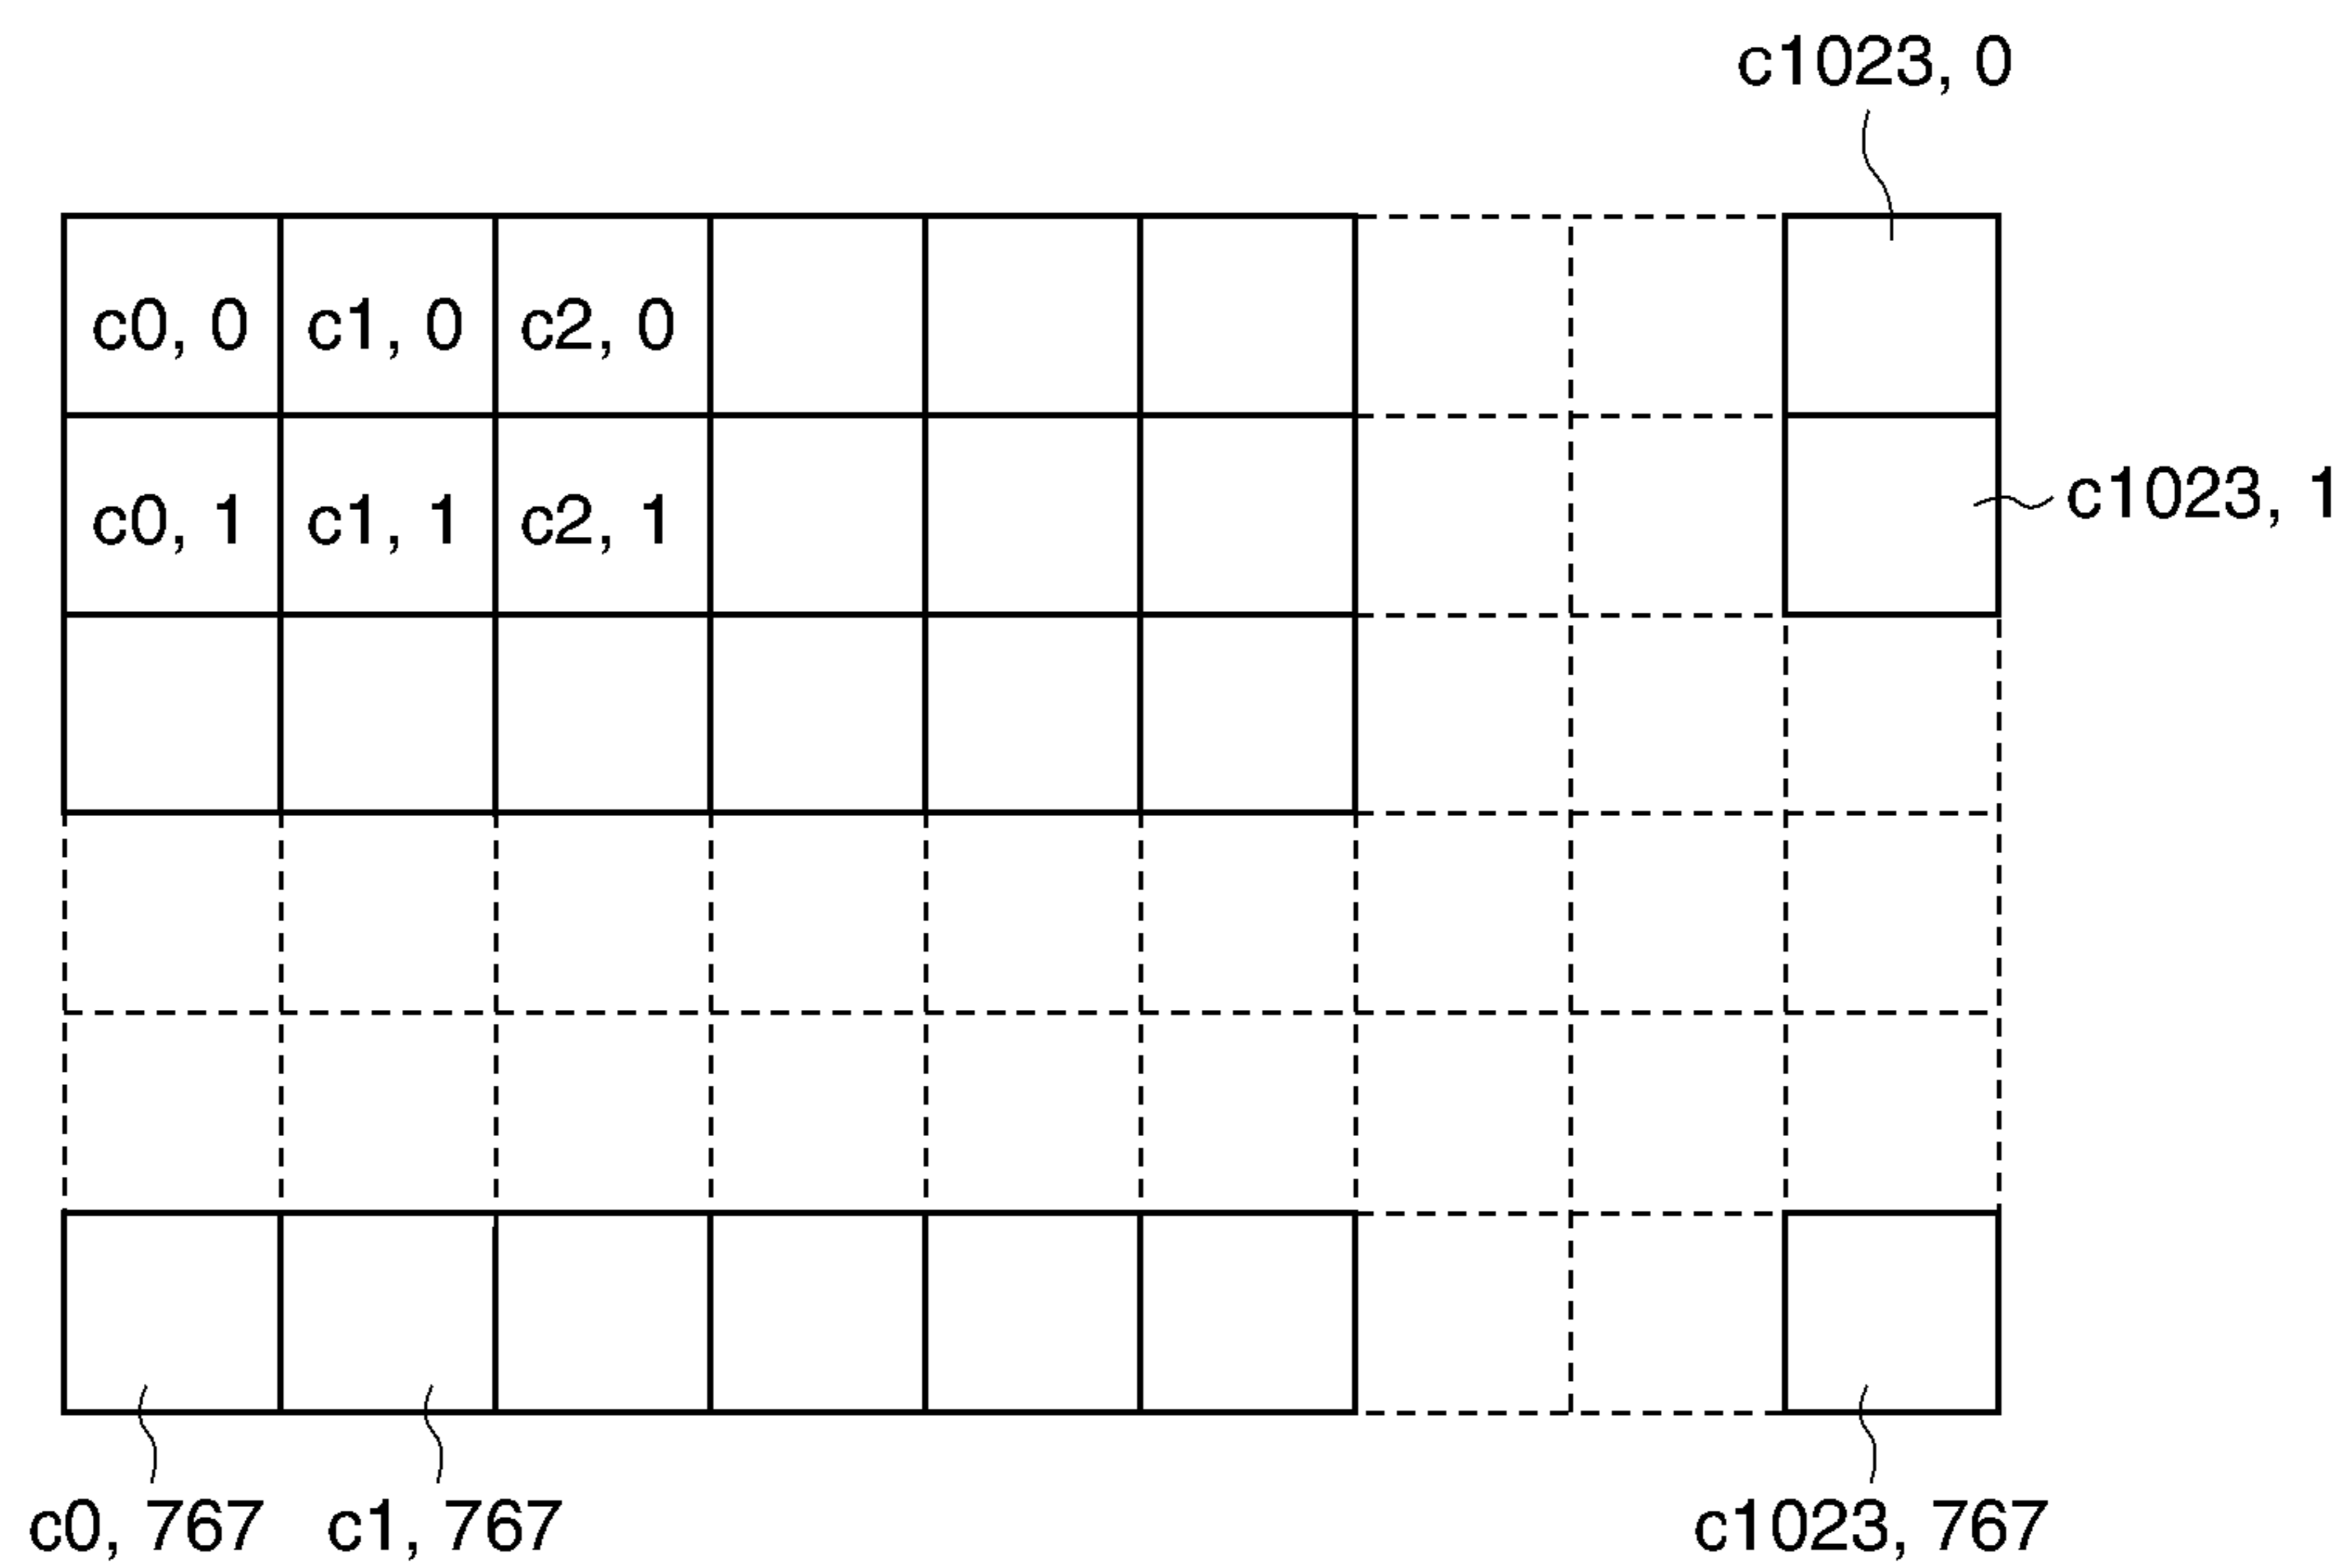 c1023, 0
c0, 0 c1, 0 c2, 0
c0, 1 c1, 1 c2, 1 c1023, 1
c0, 767 c1, 767 c1023, 767